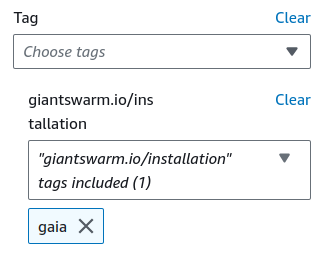 Tag Clear
Choose tags
giantswarm.io/ins Clear
tallation
"giantswarm.io/installation"
tags included (1)
gaia